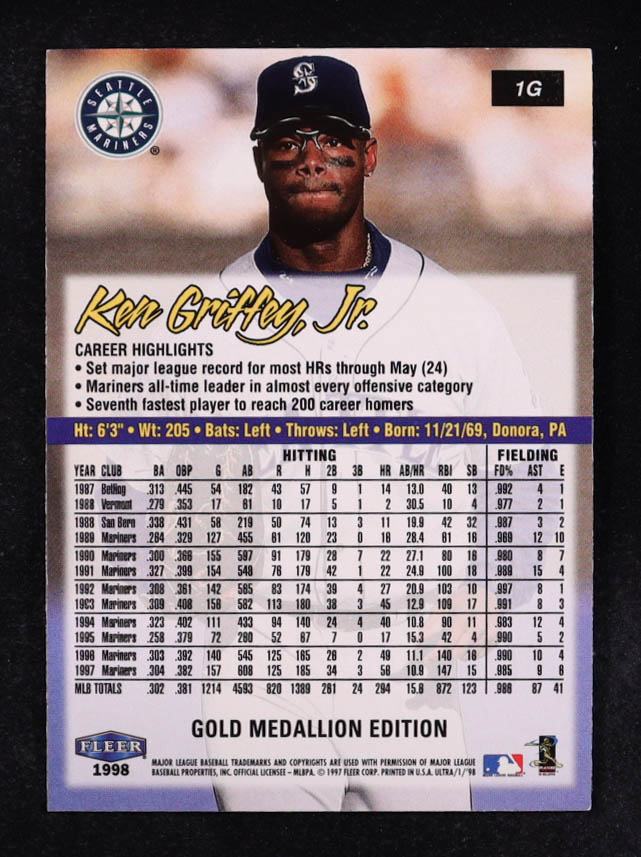 SEATTLE
MARINERS
®
S
1G
Ken Griffey, Jr.
CAREER HIGHLIGHTS
• Set major league record for most HRs through May (24)
• Mariners all-time leader in almost every offensive category
• Seventh fastest player to reach 200 career homers
Ht: 6'3" • Wt: 205 • Bats: Left • Throws: Left • Born: 11/21/69, Donora, PA
HITTING FIELDING
YEAR CLUB BA OBP G AB R H 2B 3B HR AB/HR RBI SB FD% AST E
1987 Belling .313 .445 54 182 43 57 9 1 14 13.0 40 13 .992 4 1
1988 Vermont .279 .353 17 61 10 17 5 1 2 30.5 10 4 .977 2 1
1988 San Bern .338 .431 58 219 50 74 13 3 11 19.9 42 32 .987 3 2
1989 Mariners .264 .329 127 455 61 120 23 0 16 28.4 61 16 .969 12 10
1990 Mariners .300 .366 155 597 91 179 28 7 22 27.1 80 16 .980 8 7
1991 Mariners .327 .399 154 548 76 179 42 1 22 24.9 100 18 .989 15 4
1992 Mariners .308 .361 142 565 83 174 39 4 27 20.9 103 10 .997 8 1
1993 Mariners .309 .408 156 582 113 180 38 3 45 12.9 109 17 .991 8 3
1994 Mariners .323 .402 111 433 94 140 24 4 40 10.8 90 11 .983 12 4
1995 Mariners .258 .379 72 260 52 67 7 0 17 15.3 42 4 .990 5 2
1996 Mariners .303 .392 140 545 125 165 26 2 49 11.1 140 16 .990 10 4
1997 Mariners .304 .382 157 608 125 185 34 3 56 10.9 147 15 .985 9 6
MLB TOTALS .302 .381 1214 4593 820 1389 261 24 294 15.6 872 123 .986 87 41
GOLD MEDALLION EDITION
FLEER
1998
MAJOR LEAGUE BASEBALL TRADEMARKS AND COPYRIGHTS ARE USED WITH PERMISSION OF MAJOR LEAGUE
BASEBALL PROPERTIES, INC. OFFICIAL LICENSEE - MLBPA. © 1997 FLEER CORP. PRINTED IN U.S.A. ULTRA/1/'98